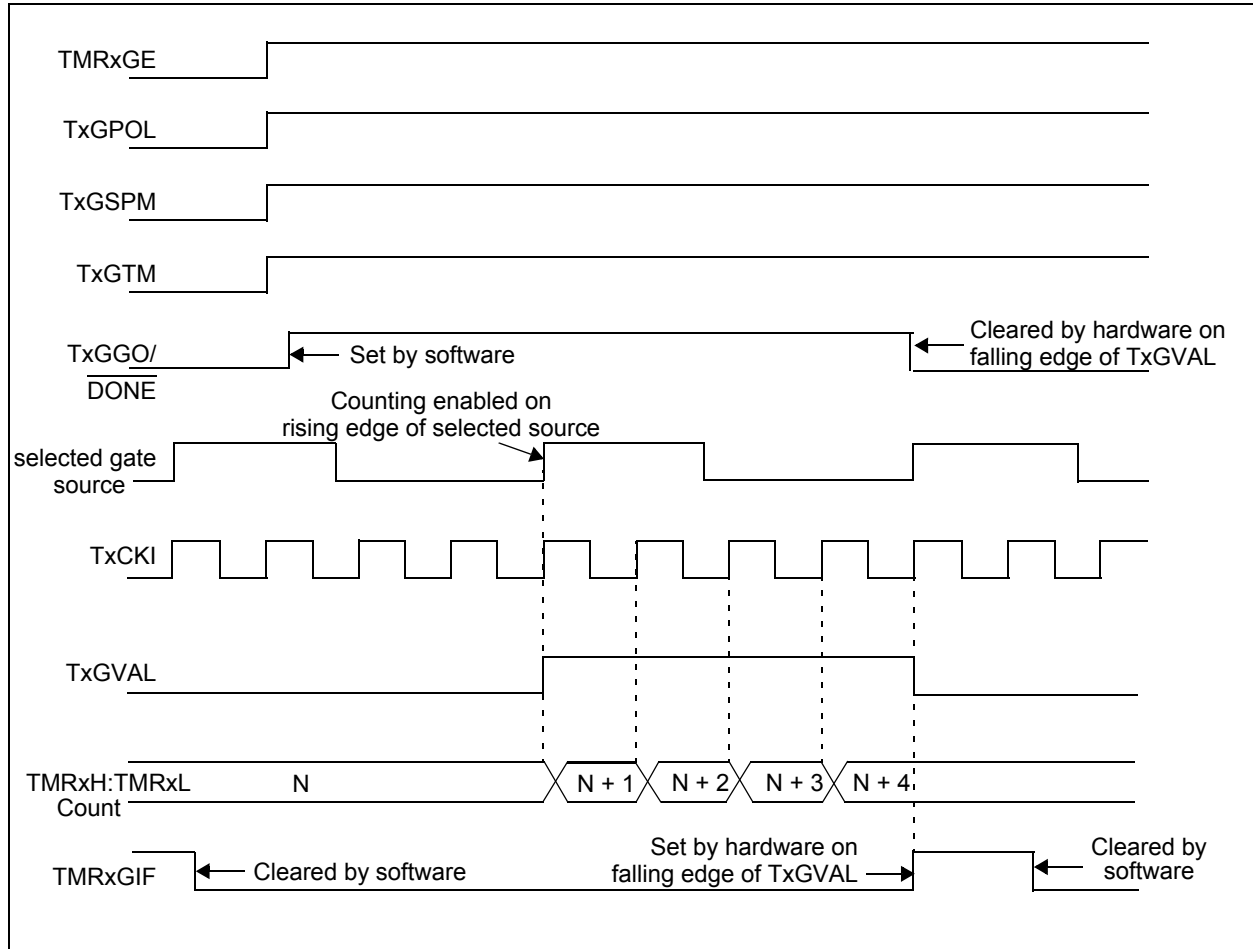 TMRxGE
TxGPOL
TxGSPM
TxGTM
TxGGO/
DONE
Set by software
Cleared by hardware on
falling edge of TxGVAL
Counting enabled on
rising edge of selected source
selected gate
source
TxCKI
TxGVAL
TMRxH:TMRxL
Count
N
N + 1
N + 2
N + 3
N + 4
TMRxGIF
Cleared by software
Set by hardware on
falling edge of TxGVAL
Cleared by
software